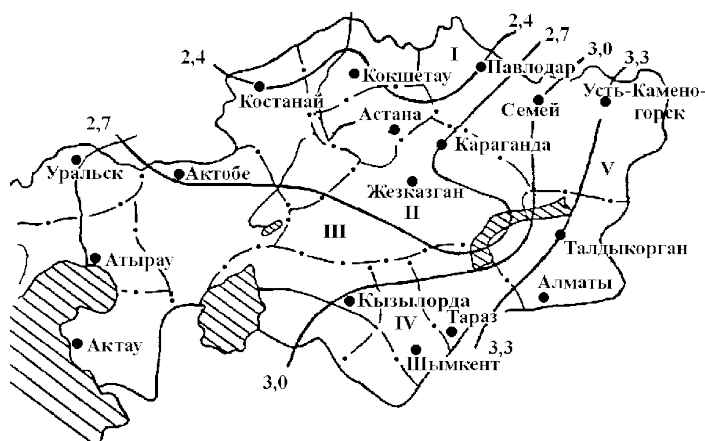 2,4
I
2,4
2,7
3,0
3,3
Кокшетау
Павлодар
Костанай
Семей
Усть-Камено-
горск
Астана
2,7
Караганда
Уральск
Актобе
V
Жезказган
II
III
Талдыкорган
Атырау
Алматы
Кызылорда
IV
Тараз
Актау
3,3
Шымкент
3,0